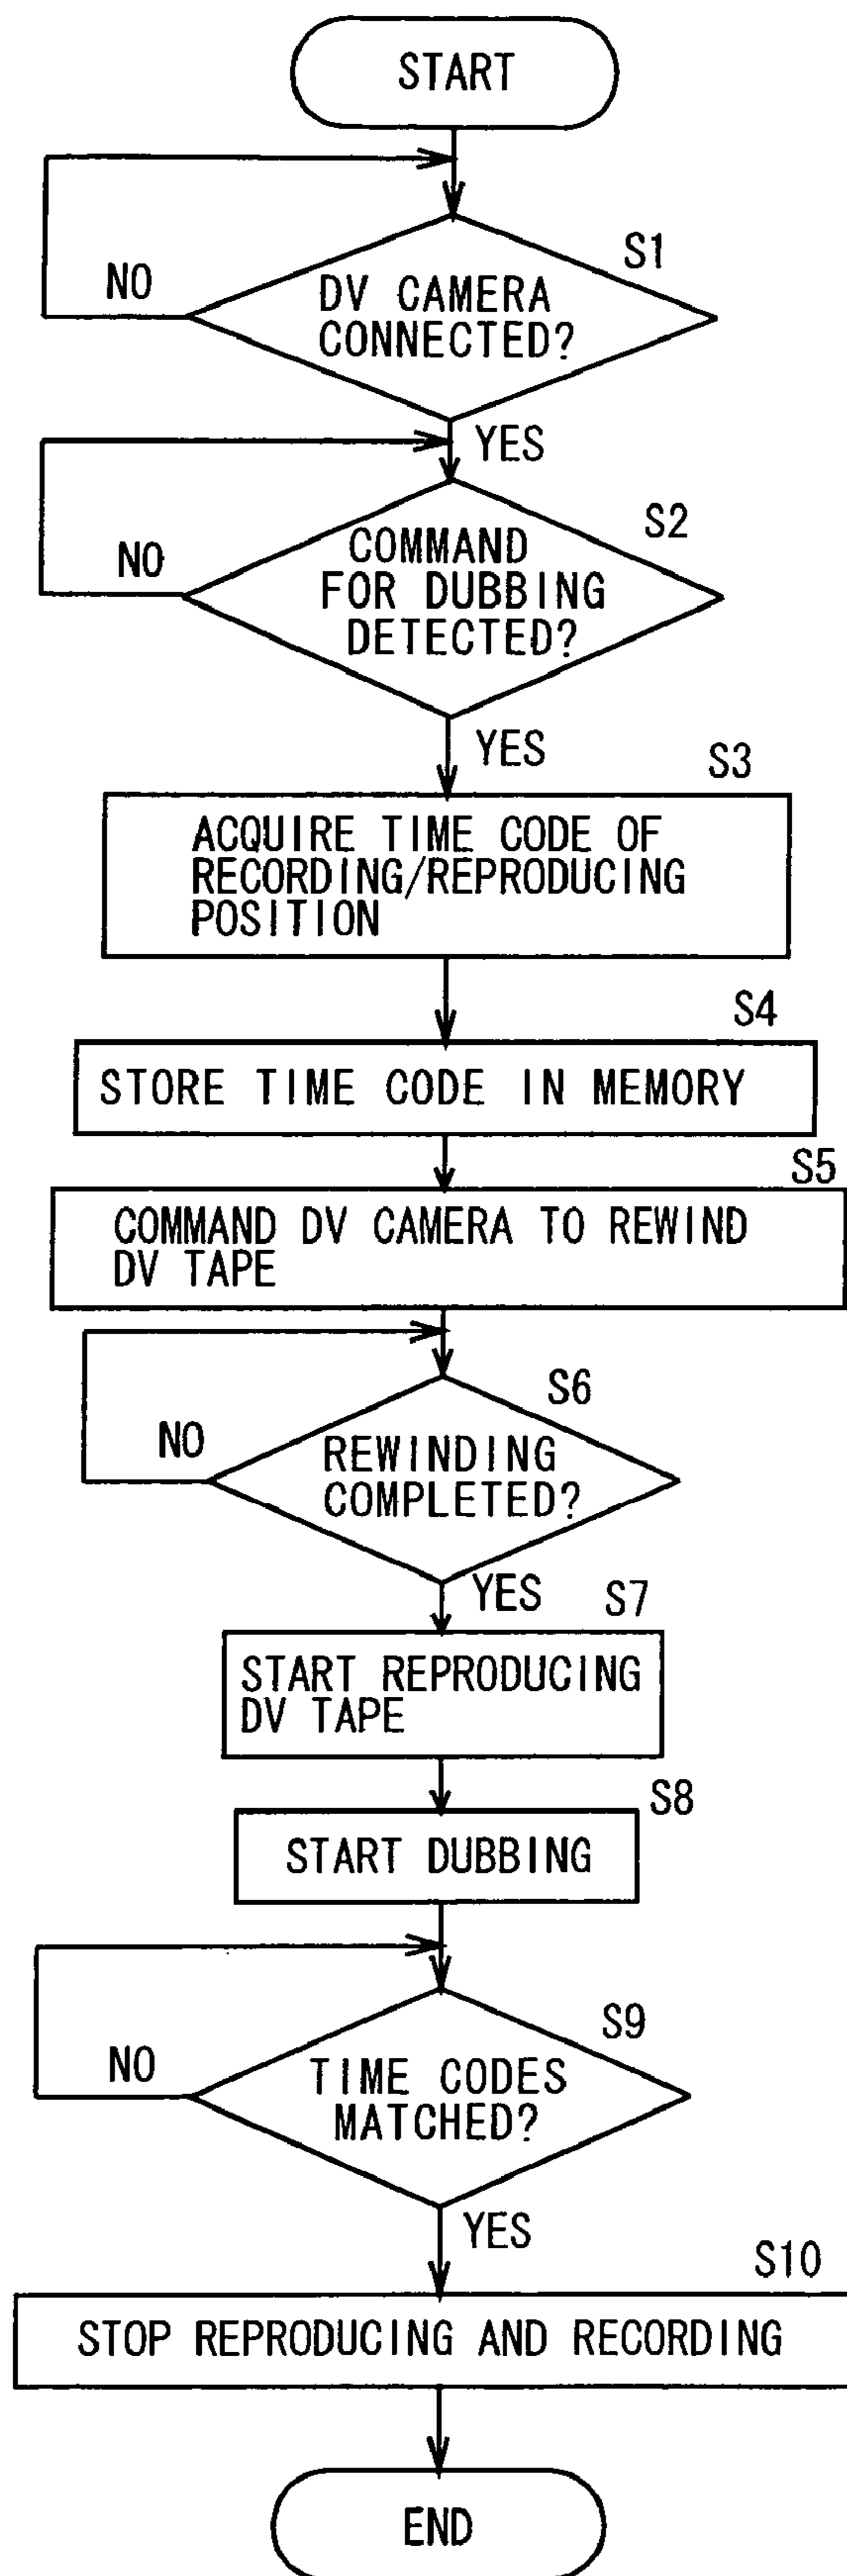 START
S1
NO
DV CAMERA
CONNECTED?
YES
S2
NO
COMMAND
FOR DUBBING
DETECTED?
YES
S3
ACQUIRE TIME CODE OF
RECORDING/REPRODUCING
POSITION
S4
STORE TIME CODE IN MEMORY
S5
COMMAND DV CAMERA TO REWIND
DV TAPE
S6
NO
REWINDING
COMPLETED?
YES
S7
START REPRODUCING
DV TAPE
S8
START DUBBING
S9
NO
TIME CODES
MATCHED?
YES
S10
STOP REPRODUCING AND RECORDING
END